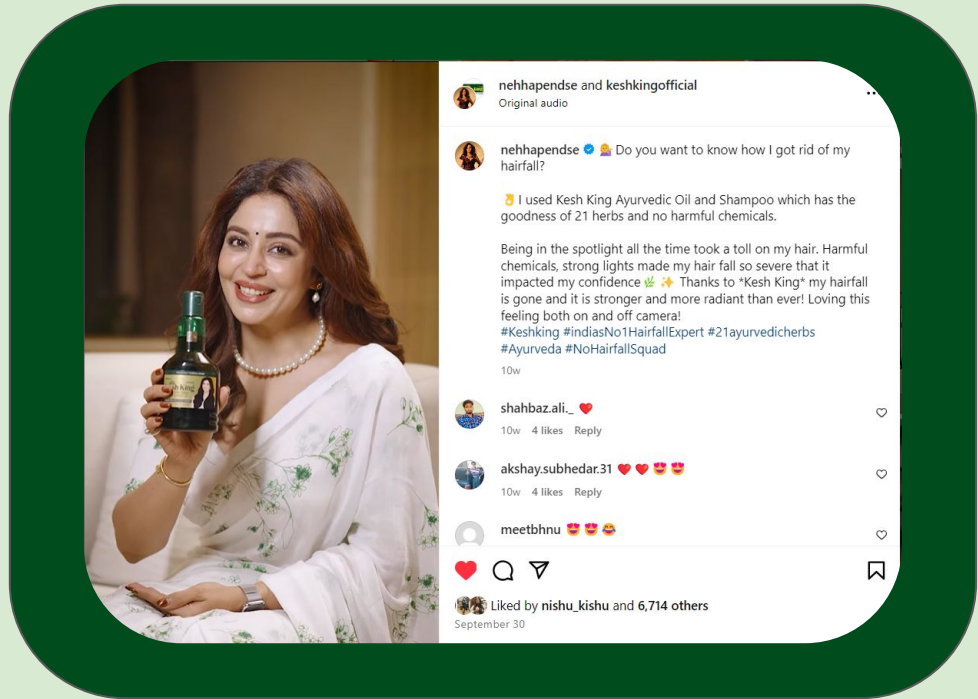 nehhapendse and keshkingofficial
Original audio
nehhapendse 💁‍♀️ Do you want to know how I got rid of my
hairfall?
👌 I used Kesh King Ayurvedic Oil and Shampoo which has the
goodness of 21 herbs and no harmful chemicals.
Being in the spotlight all the time took a toll on my hair. Harmful
chemicals, strong lights made my hair fall so severe that it
impacted my confidence 🌿 ✨ Thanks to *Kesh King* my hairfall
is gone and it is stronger and more radiant than ever! Loving this
feeling both on and off camera!
#Keshking #indiasNo1HairfallExpert #21ayurvedicherbs
#Ayurveda #NoHairfallSquad
10w
shahbaz.ali._ ❤️
10w 4 likes Reply
akshay.subhedar.31 ❤️ ❤️ 😍 😍
10w 4 likes Reply
meetbhnu 😍 😍 😂
Liked by nishu_kishu and 6,714 others
September 30